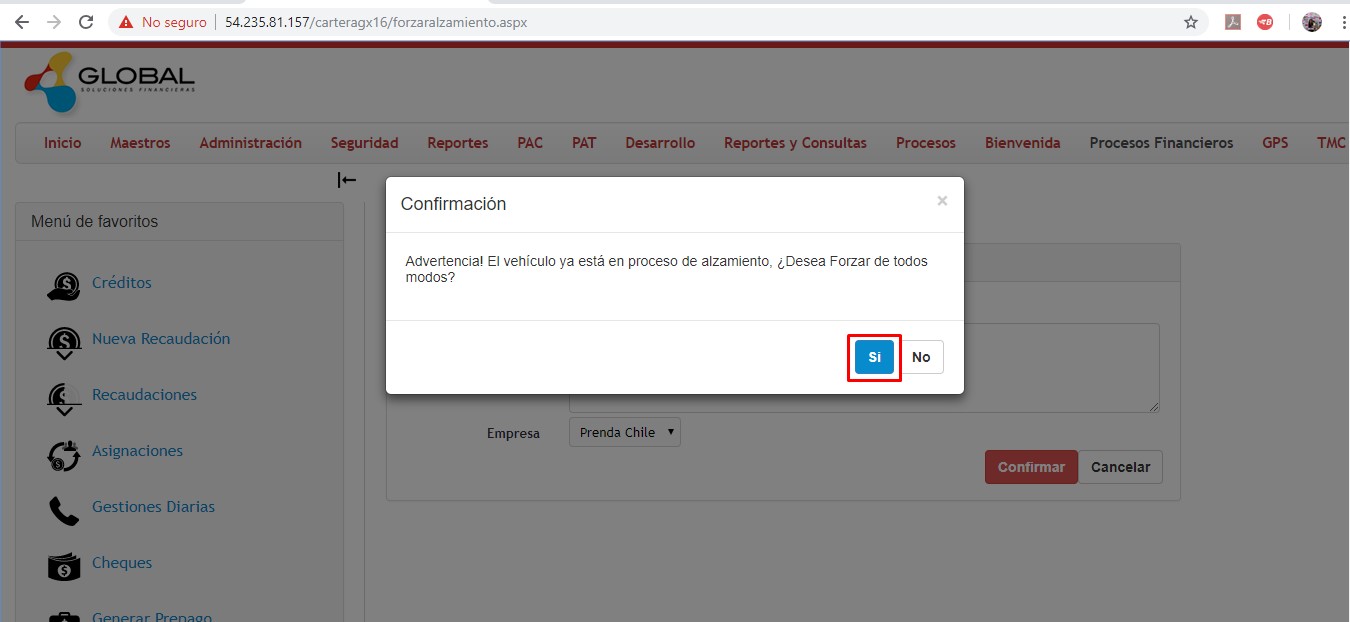 No seguro
54.235.81.157/carteragx16/forzaralzamiento.aspx
GLOBAL
SOLUCIONES FINANCIERAS
Inicio Maestros Administración Seguridad Reportes PAC PAT Desarrollo Reportes y Consultas Procesos Bienvenida Procesos Financieros GPS TMC
Menú de favoritos
Créditos
Nueva Recaudación
Recaudaciones
Asignaciones
Gestiones Diarias
Cheques
Generar Prepago
Confirmación
×
Advertencia! El vehículo ya está en proceso de alzamiento, ¿Desea Forzar de todos
modos?
Si No
Empresa Prenda Chile
Confirmar Cancelar